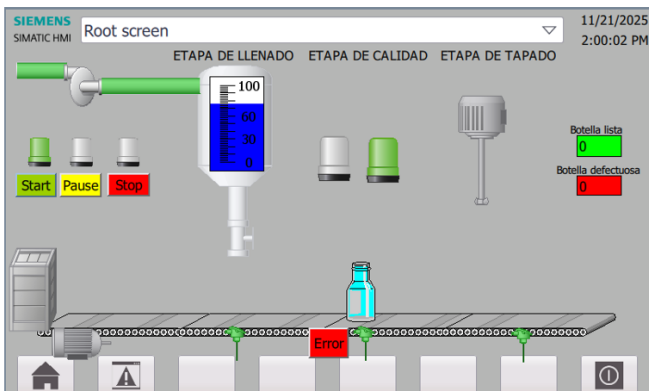 SIEMENS
SIMATIC HMI
Root screen
11/21/2025
2:00:02 PM
ETAPA DE LLENADO
ETAPA DE CALIDAD
ETAPA DE TAPADO
100
60
30
0
Botella lista
0
Botella defectuosa
0
Start
Pause
Stop
Error